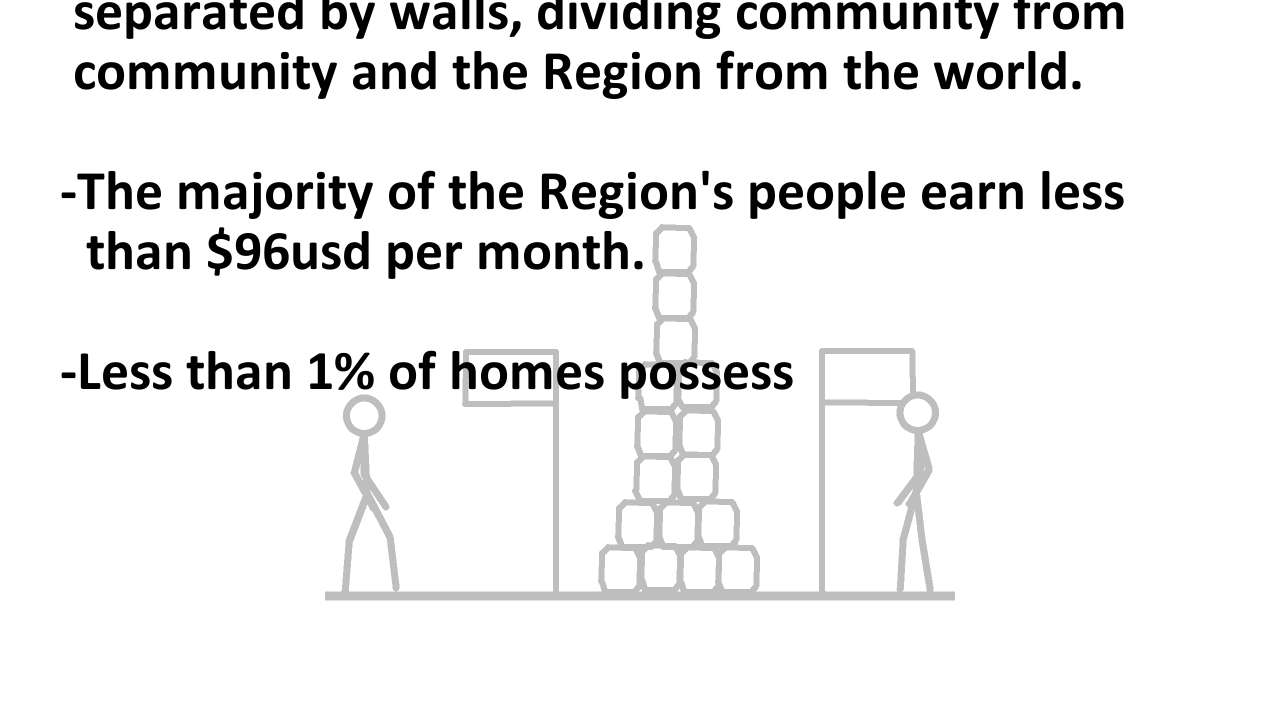 separated by walls, dividing community from
community and the Region from the world.
-The majority of the Region's people earn less
than $96usd per month.
-Less than 1% of homes possess